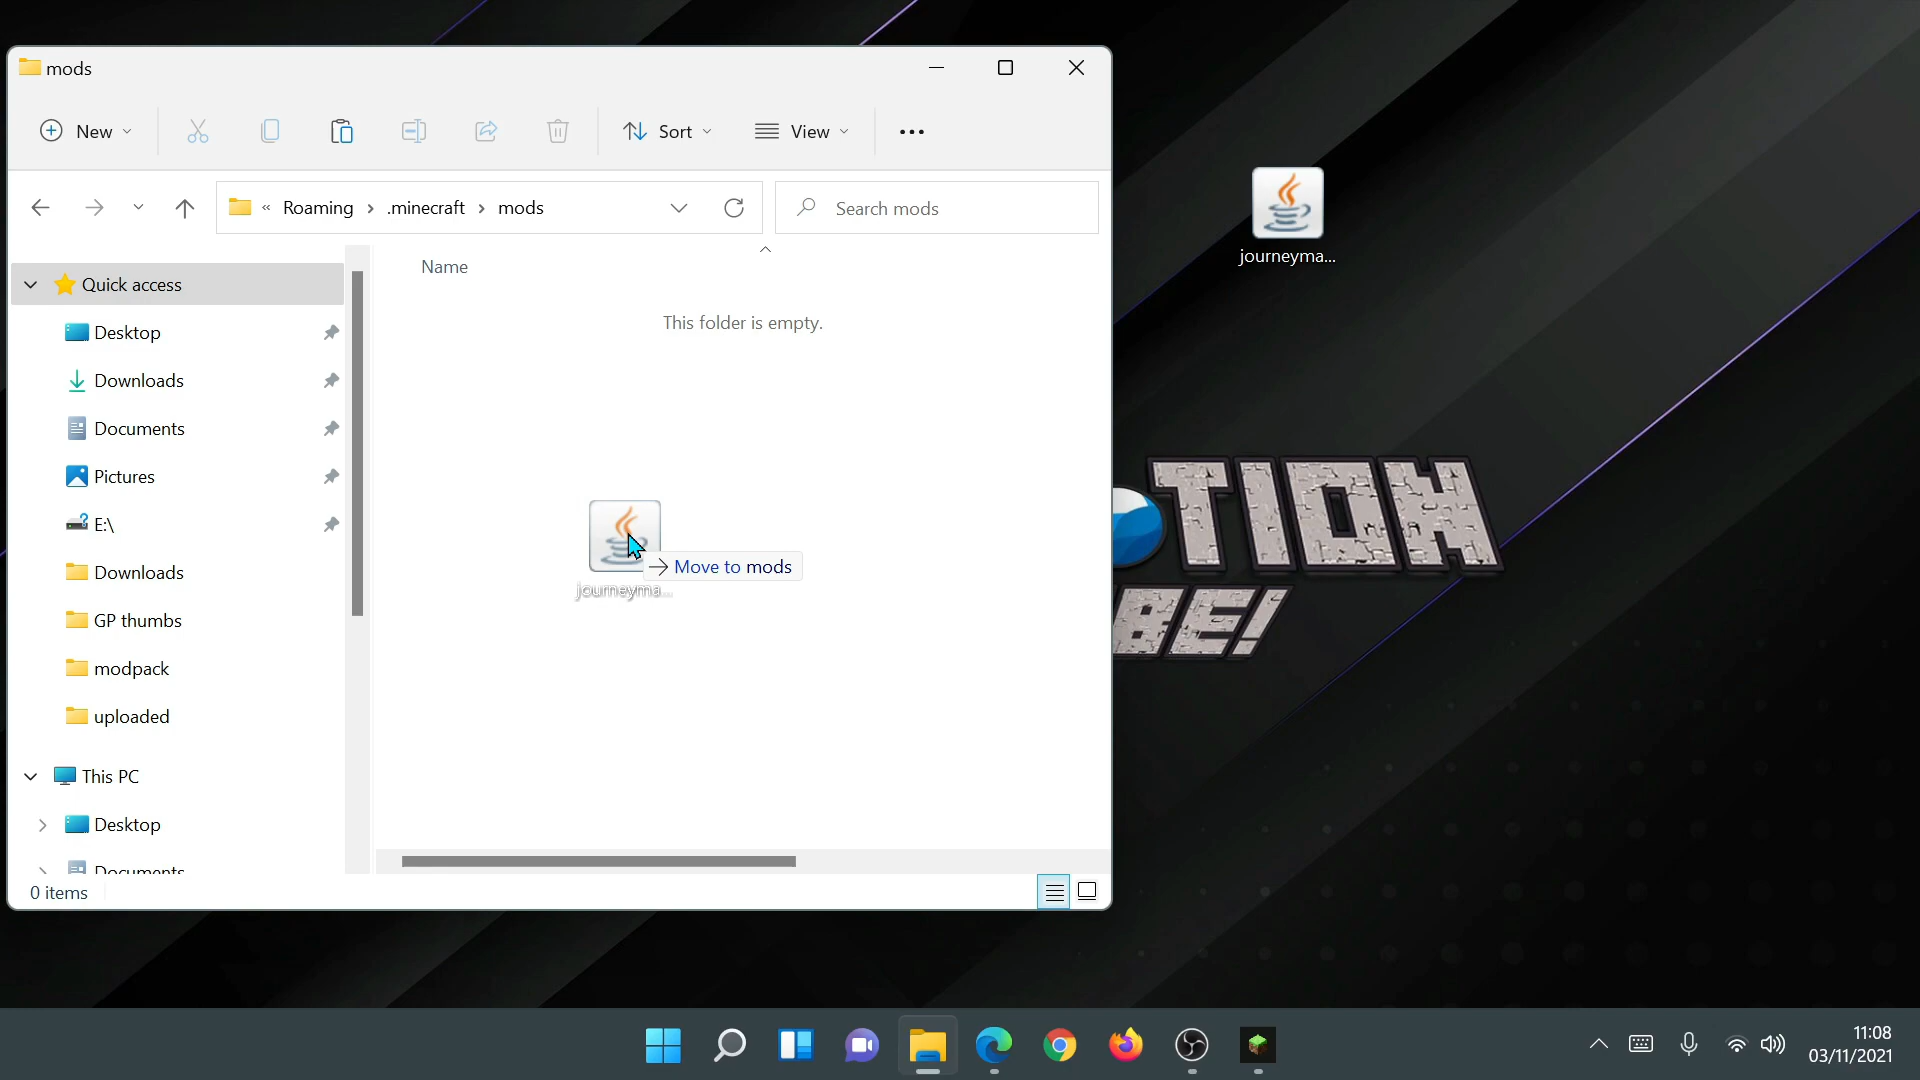 mods
New
Sort
View
« Roaming > .minecraft > mods
Search mods
Name
This folder is empty.
Quick access
Desktop
Downloads
Documents
Pictures
E:\
Downloads
GP thumbs
modpack
uploaded
This PC
Desktop
Documents
0 items
journeyma...
→ Move to mods
journeyma...
TION
BE!
11:08
03/11/2021